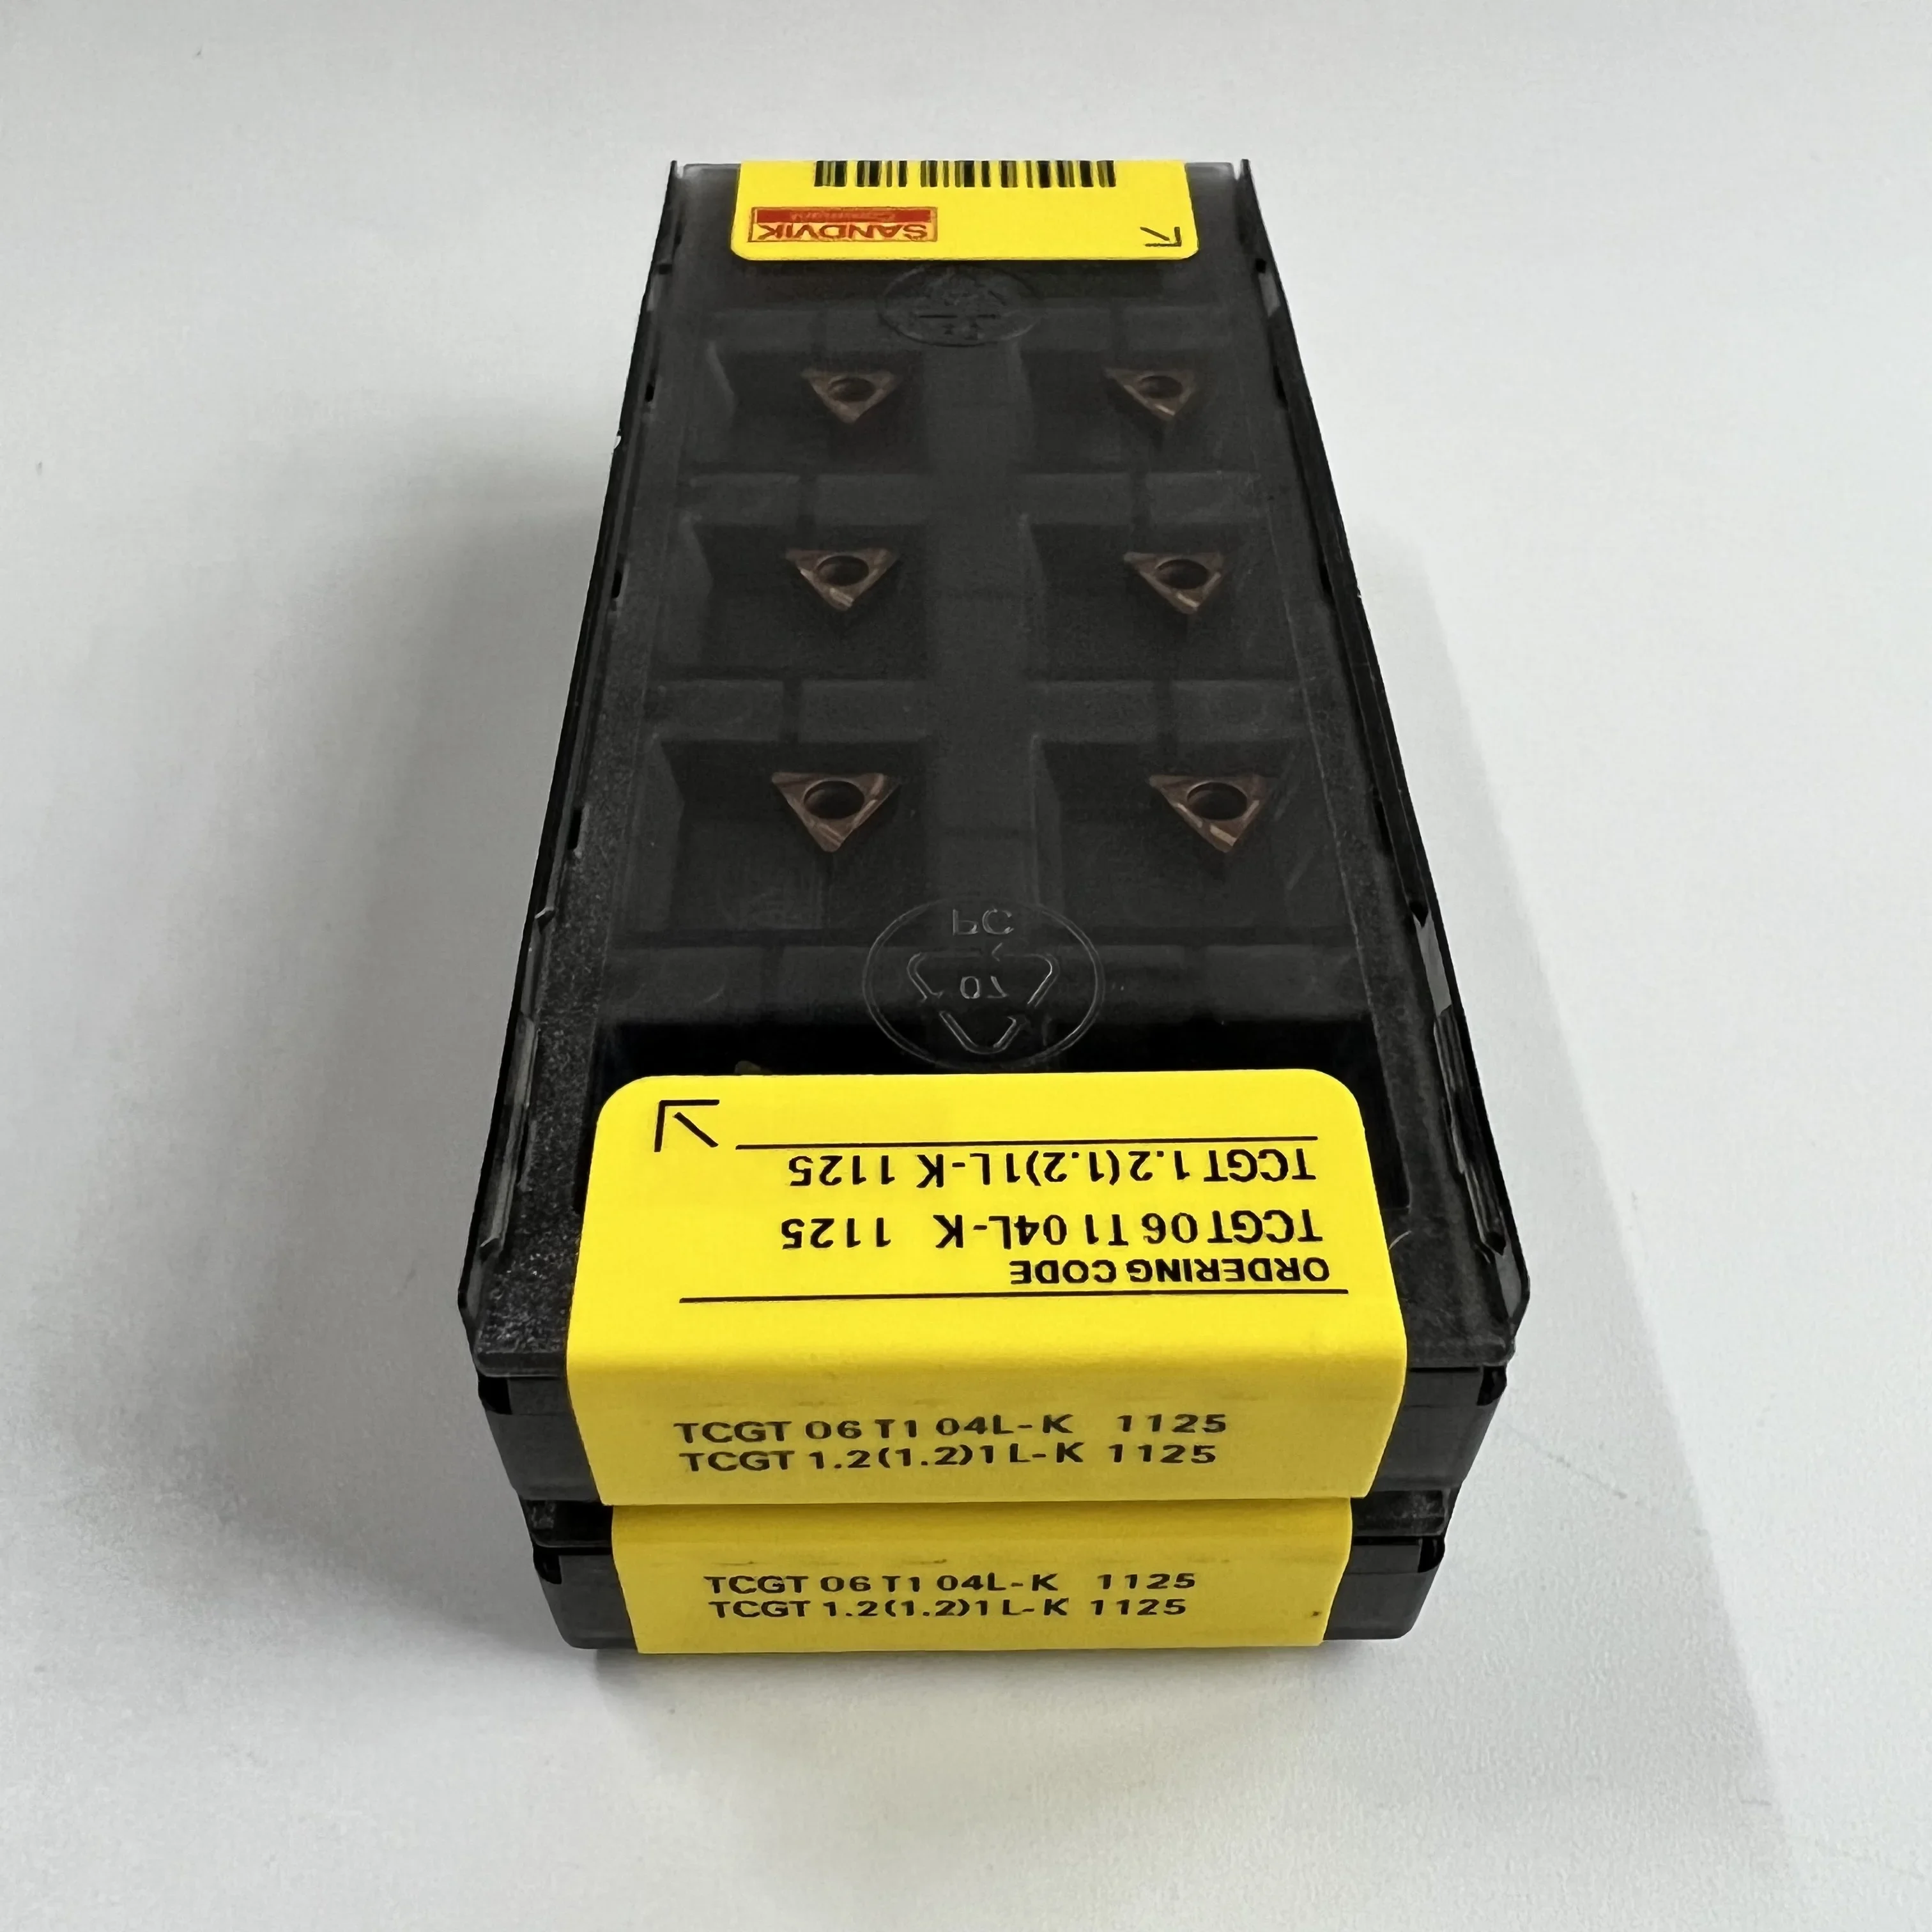 SANDVIK
Coromant
PC
70
TCGT 1.2(1.2)1L-K 1125
TCGT 06 T1 04L-K 1125
ORDERING CODE
TCGT 06 T1 04L-K 1125
TCGT 1.2(1.2)1L-K 1125
TCGT 06 T1 04L-K 1125
TCGT 1.2(1.2)1L-K 1125